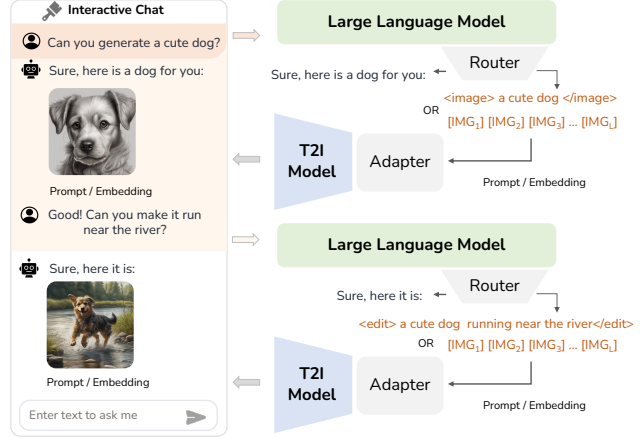 Interactive Chat
Can you generate a cute dog?
Sure, here is a dog for you:
Prompt / Embedding
Good! Can you make it run
near the river?
Sure, here it is:
Prompt / Embedding
Enter text to ask me
Large Language Model
Router
Sure, here is a dog for you:
<image> a cute dog </image>
OR
[IMG₁] [IMG₂] [IMG₃] ... [IMG_L]
T2I
Model
Adapter
Prompt / Embedding
Large Language Model
Router
Sure, here it is:
<edit> a cute dog running near the river</edit>
OR
[IMG₁] [IMG₂] [IMG₃] ... [IMG_L]
T2I
Model
Adapter
Prompt / Embedding